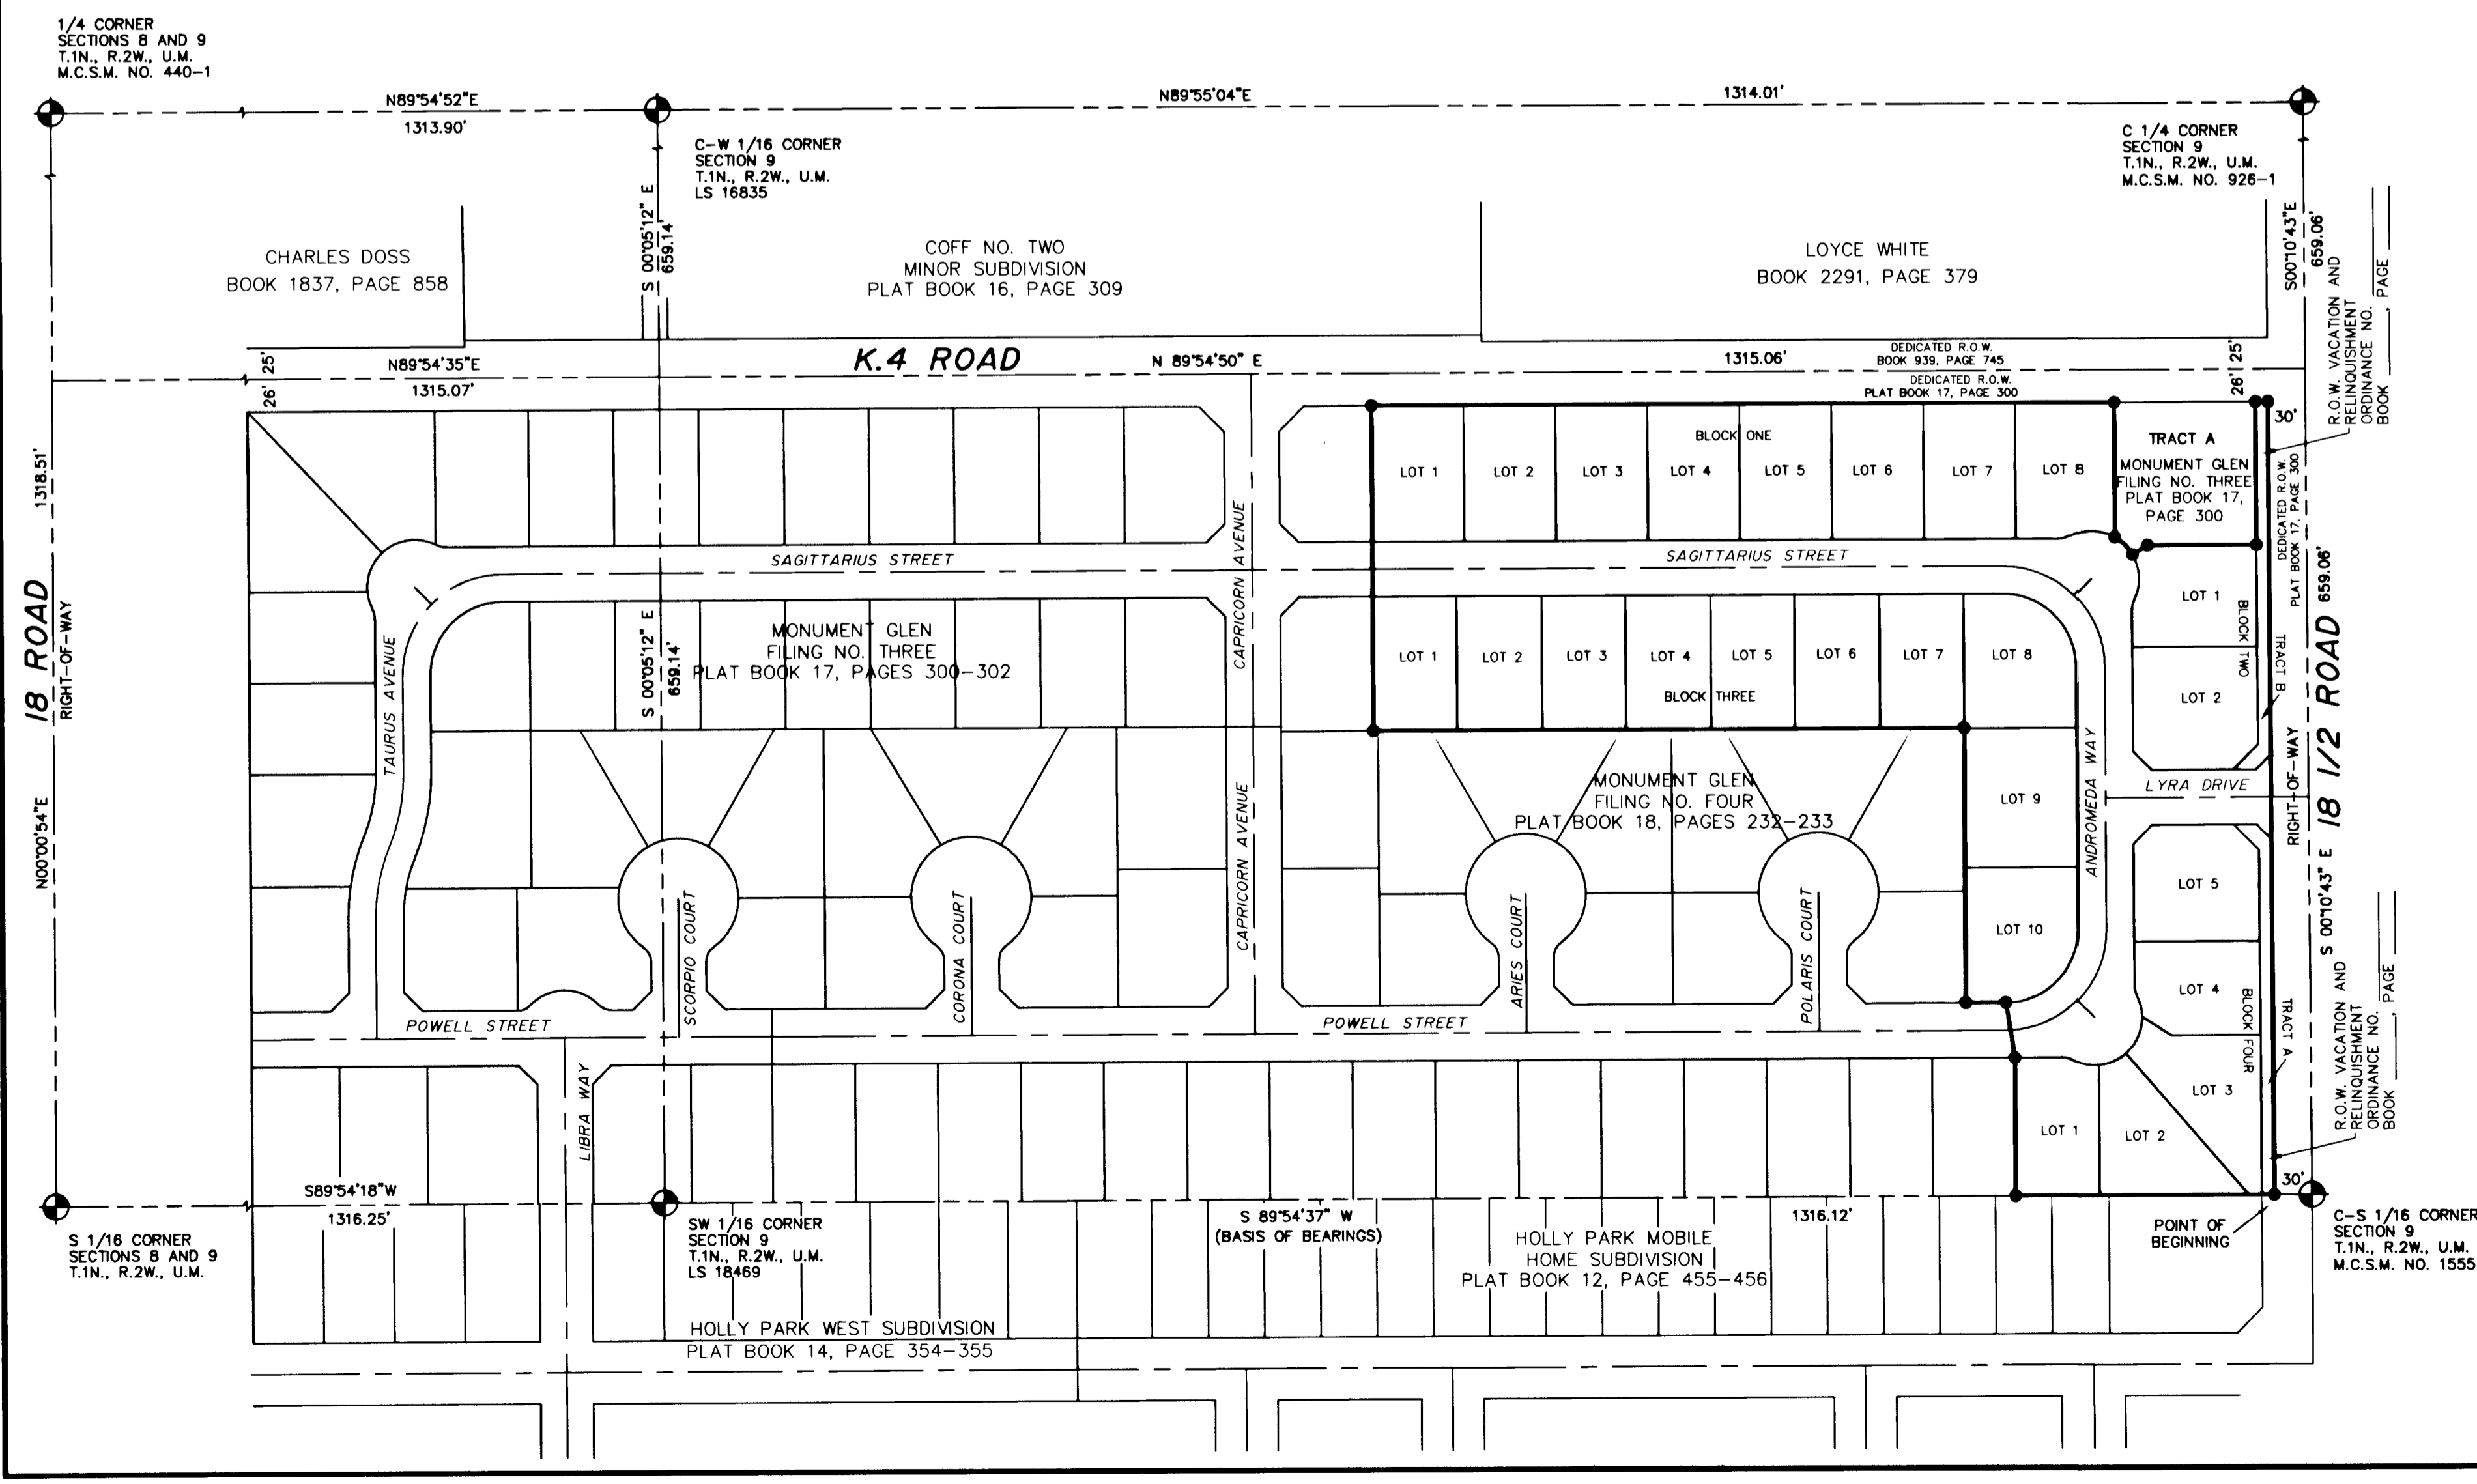 1/4 CORNER
SECTIONS 8 AND 9
T.1N., R.2W., U.M.
M.C.S.M. NO. 440-1
N89°54'52"E
1313.90'
N89°55'04"E
1314.01'
C-W 1/16 CORNER
SECTION 9
T.1N., R.2W., U.M.
LS 16835
C 1/4 CORNER
SECTION 9
T.1N., R.2W., U.M.
M.C.S.M. NO. 926-1
S 00°05'12" E
659.14'
S00°10'43"E
659.06'
CHARLES DOSS
BOOK 1837, PAGE 858
COFF NO. TWO
MINOR SUBDIVISION
PLAT BOOK 16, PAGE 309
LOYCE WHITE
BOOK 2291, PAGE 379
R.O.W. VACATION AND
RELINQUISHMENT
ORDINANCE NO. ____
BOOK ____, PAGE ____
26' 25'
N89°54'35"E
1315.07'
K.4 ROAD
N 89°54'50" E
1315.06'
DEDICATED R.O.W.
BOOK 939, PAGE 745
DEDICATED R.O.W.
PLAT BOOK 17, PAGE 300
26' 25'
30'
1318.51'
18 ROAD
RIGHT-OF-WAY
N00°00'54"E
BLOCK ONE
LOT 1
LOT 2
LOT 3
LOT 4
LOT 5
LOT 6
LOT 7
LOT 8
TRACT A
MONUMENT GLEN
FILING NO. THREE
PLAT BOOK 17,
PAGE 300
DEDICATED R.O.W.
PLAT BOOK 17, PAGE 300
659.06'
SAGITTARIUS STREET
CAPRICORN AVENUE
SAGITTARIUS STREET
TAURUS AVENUE
MONUMENT GLEN
FILING NO. THREE
PLAT BOOK 17, PAGES 300-302
S 00°05'12" E
659.14'
LOT 1
LOT 2
LOT 3
LOT 4
LOT 5
LOT 6
LOT 7
LOT 8
BLOCK THREE
LOT 1
BLOCK TWO
LOT 2
TRACT B
18 1/2 ROAD
RIGHT-OF-WAY
S 00°10'43" E
MONUMENT GLEN
FILING NO. FOUR
PLAT BOOK 18, PAGES 232-233
LOT 9
LOT 10
ANDROMEDA WAY
LYRA DRIVE
CAPRICORN AVENUE
SCORPIO COURT
CORONA COURT
ARIES COURT
POLARIS COURT
LOT 5
LOT 4
BLOCK FOUR
LOT 3
TRACT A
R.O.W. VACATION AND
RELINQUISHMENT
ORDINANCE NO. ____
BOOK ____, PAGE ____
POWELL STREET
POWELL STREET
LIBRA WAY
LOT 1
LOT 2
30'
S89°54'18"W
1316.25'
S 1/16 CORNER
SECTIONS 8 AND 9
T.1N., R.2W., U.M.
SW 1/16 CORNER
SECTION 9
T.1N., R.2W., U.M.
LS 18469
S 89°54'37" W
(BASIS OF BEARINGS)
1316.12'
HOLLY PARK MOBILE
HOME SUBDIVISION
PLAT BOOK 12, PAGE 455-456
POINT OF
BEGINNING
C-S 1/16 CORNER
SECTION 9
T.1N., R.2W., U.M.
M.C.S.M. NO. 1555
HOLLY PARK WEST SUBDIVISION
PLAT BOOK 14, PAGE 354-355